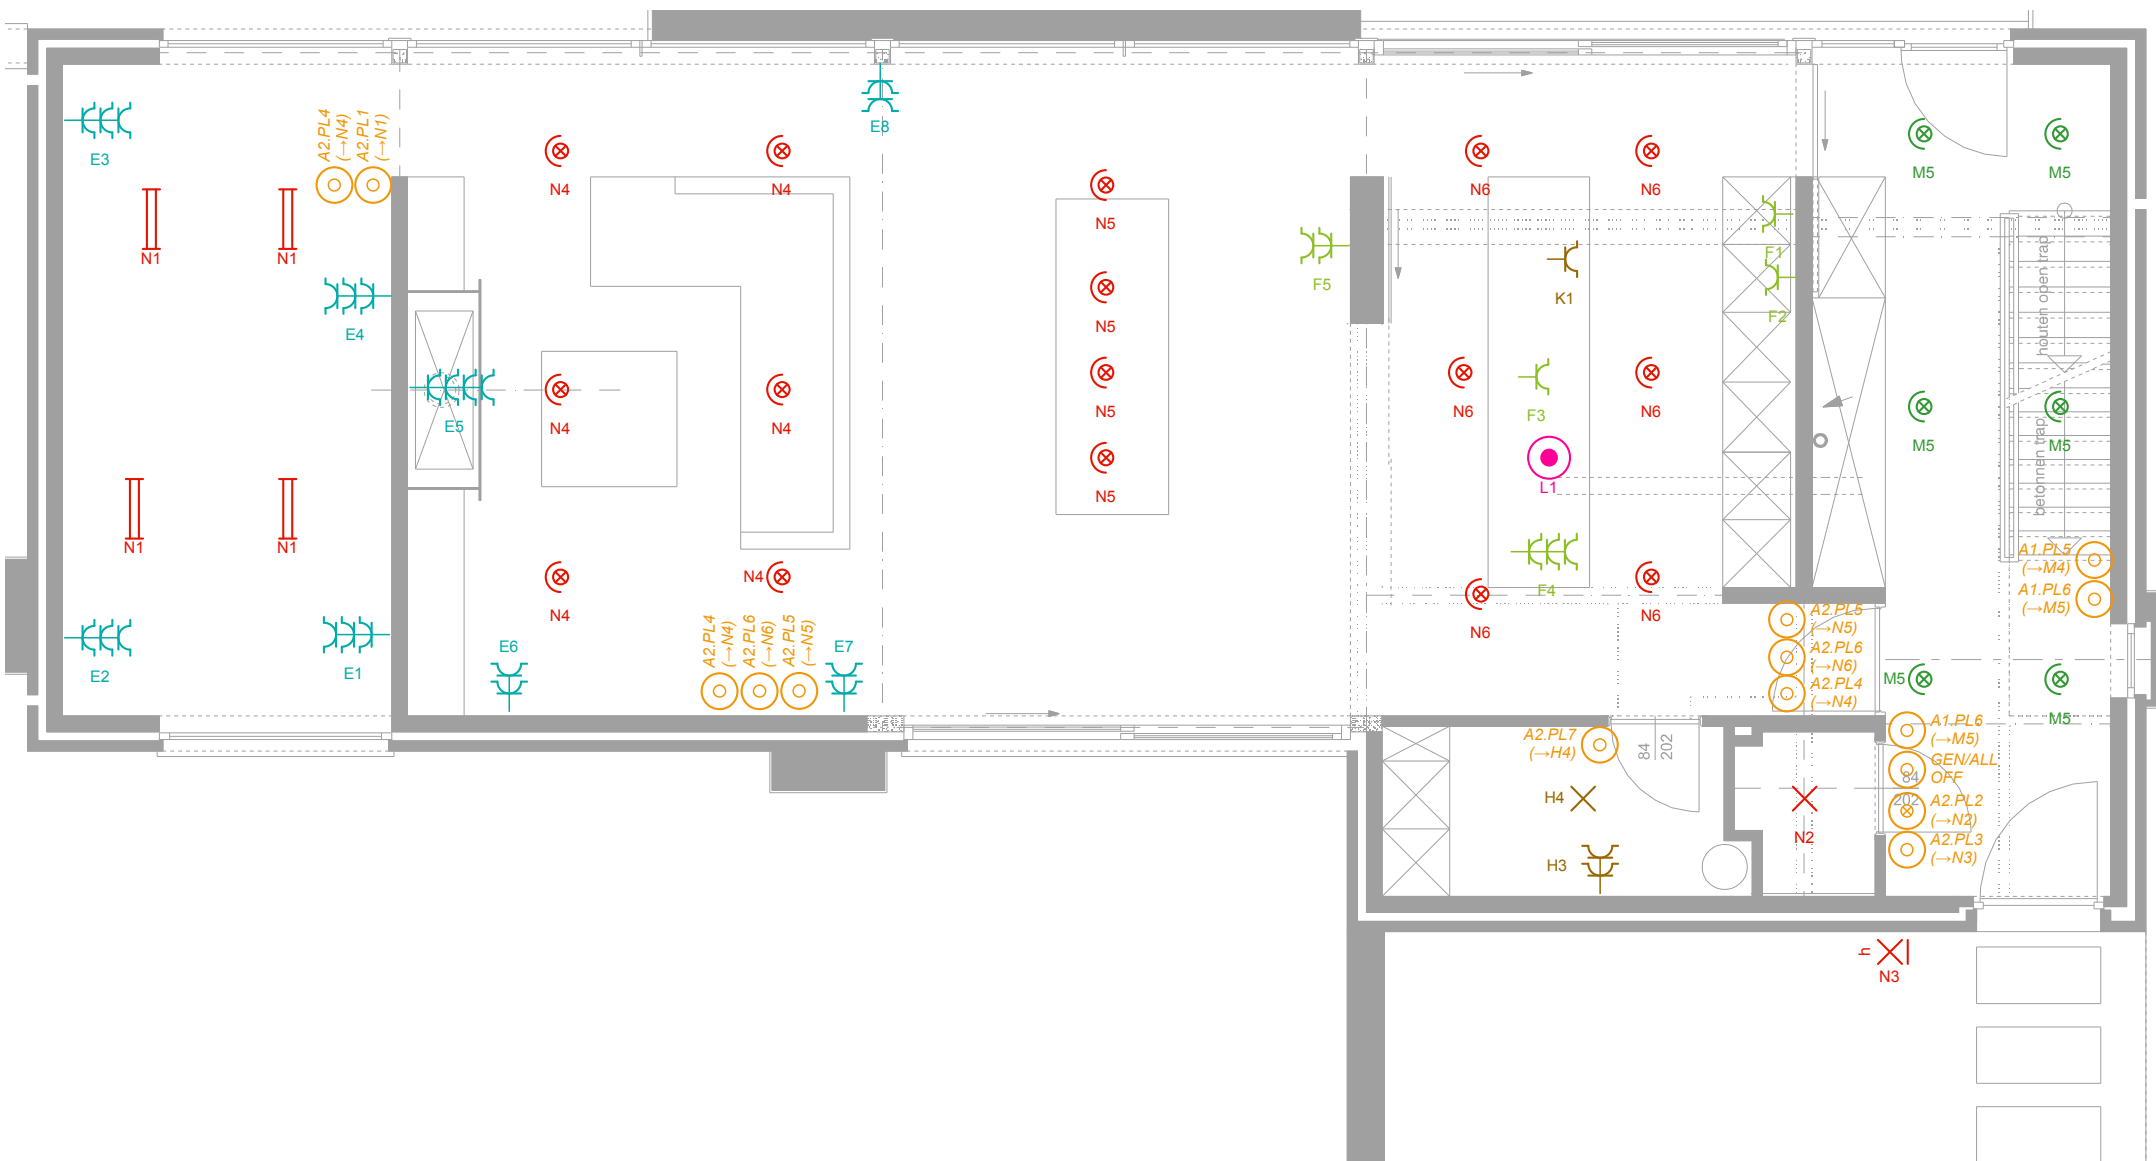 E8
E3
A2.PL4
(→N4)
A2.PL1
(→N1)
N4
N4
N6
N6
M5
M5
N1
N1
N5
F1
E4
F5
K1
F2
N5
houten open trap
E5
N4
N4
N5
N6
F3
N6
M5
M5
betonnen trap
N5
L1
N1
N1
N4
N4
F4
N6
N6
A1.PL5
(→M4)
A1.PL6
(→M5)
E2
E1
E6
A2.PL4
(→N4)
A2.PL6
(→N6)
A2.PL5
(→N5)
E7
A2.PL5
(→N5)
A2.PL6
(→N6)
A2.PL4
(→N4)
M5
M5
A2.PL7
(→H4)
84
202
A1.PL6
(→M5)
GEN/ALL
OFF
84
202
A2.PL2
(→N2)
A2.PL3
(→N3)
H4
N2
H3
h
N3